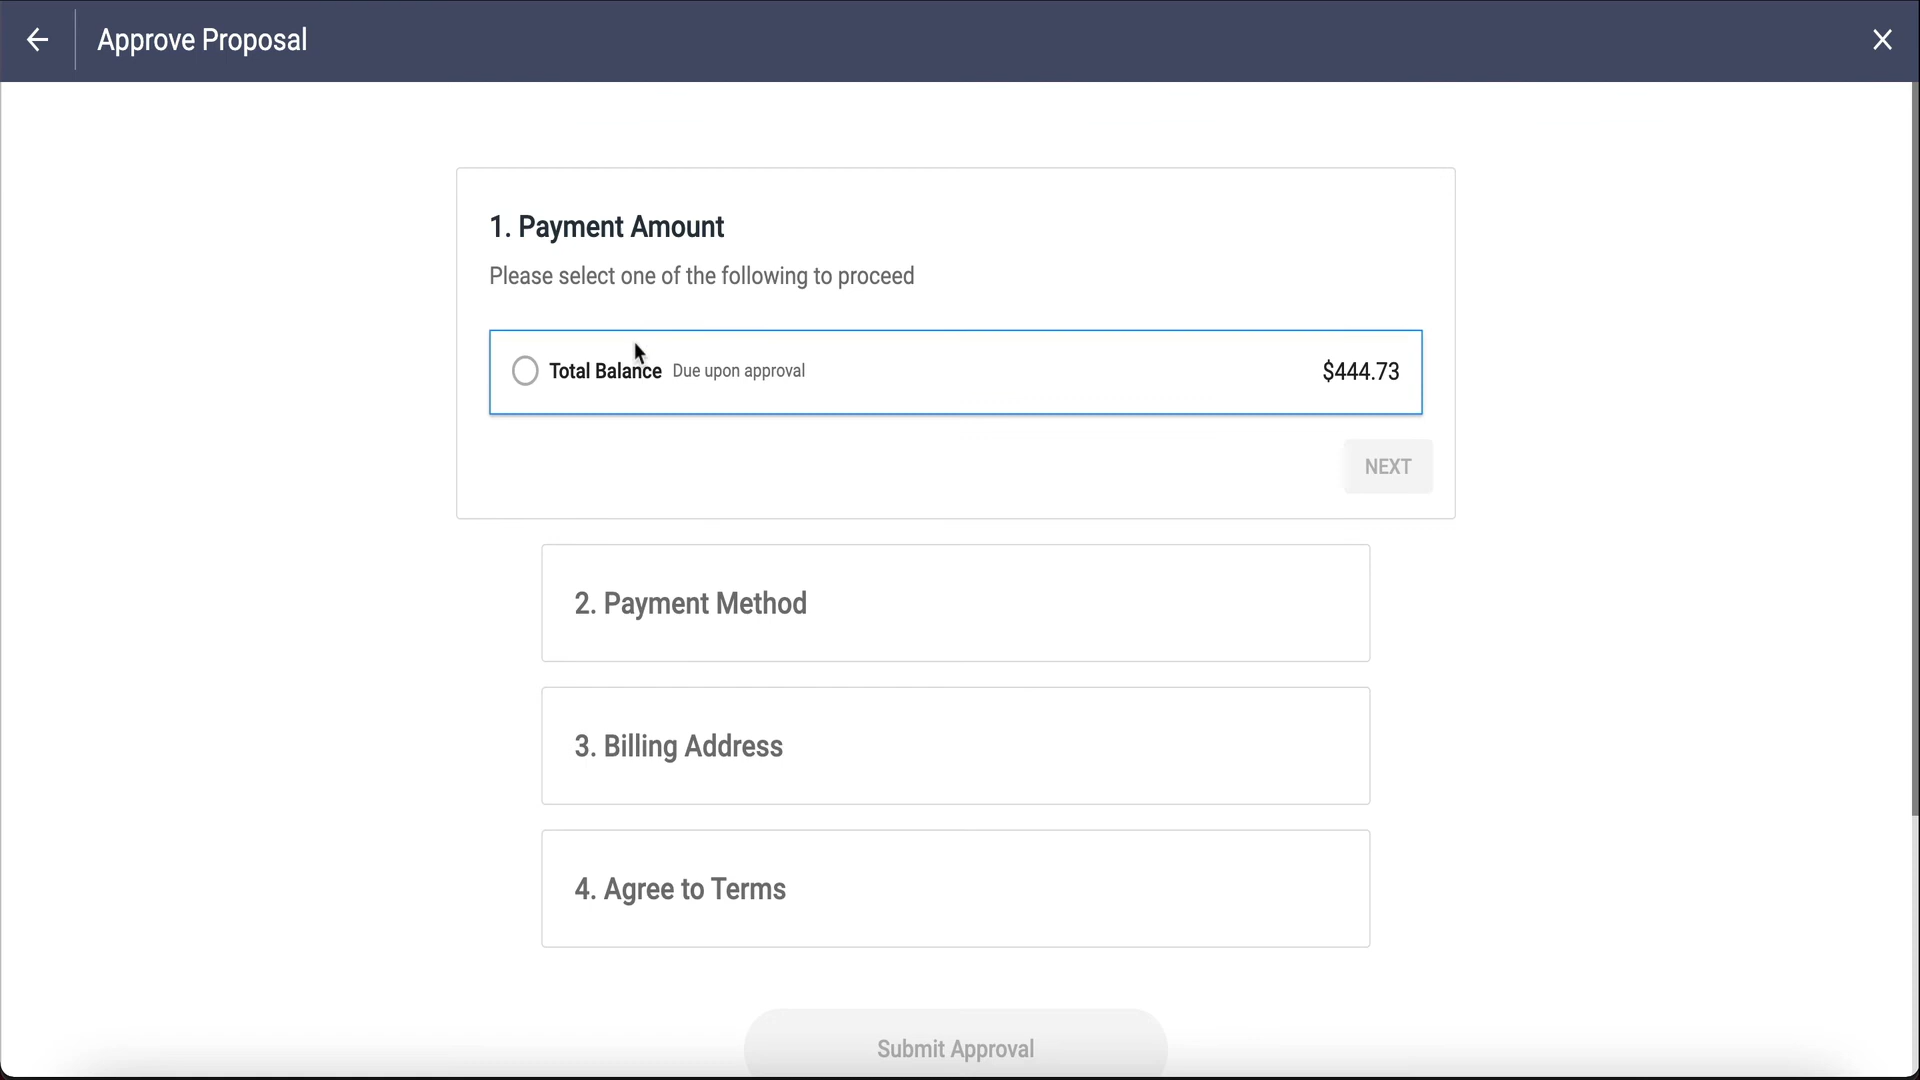 Approve Proposal
1. Payment Amount
Please select one of the following to proceed
Total Balance Due upon approval $444.73
NEXT
2. Payment Method
3. Billing Address
4. Agree to Terms
Submit Approval